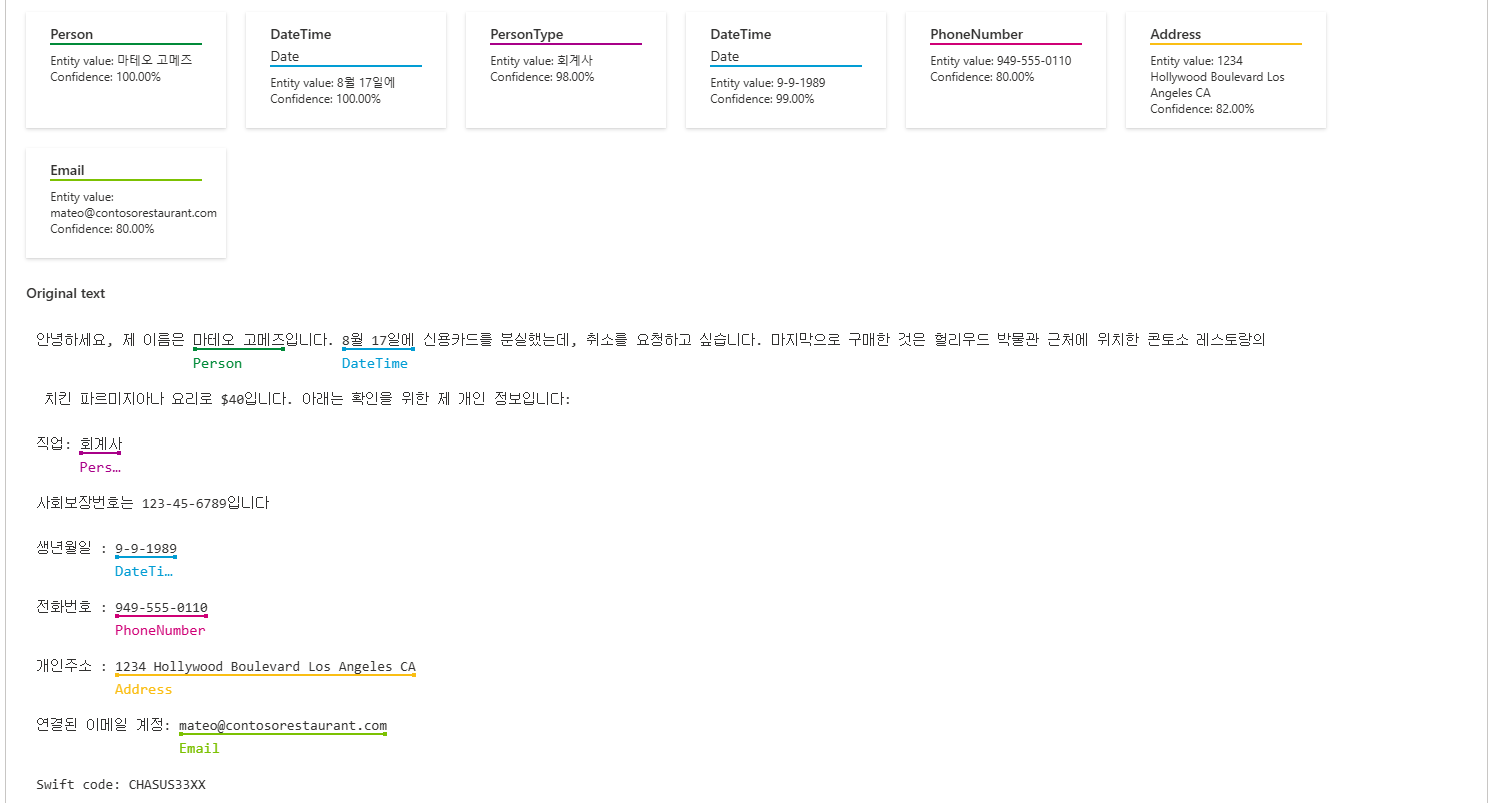 Person
Entity value: 마테오 고메즈
Confidence: 100.00%
DateTime
Date
Entity value: 8월 17일에
Confidence: 100.00%
PersonType
Entity value: 회계사
Confidence: 98.00%
DateTime
Date
Entity value: 9-9-1989
Confidence: 99.00%
PhoneNumber
Entity value: 949-555-0110
Confidence: 80.00%
Address
Entity value: 1234
Hollywood Boulevard Los
Angeles CA
Confidence: 82.00%
Email
Entity value:
mateo@contosorestaurant.com
Confidence: 80.00%
Original text
안녕하세요, 제 이름은 마테오 고메즈입니다. 8월 17일에 신용카드를 분실했는데, 취소를 요청하고 싶습니다. 마지막으로 구매한 것은 헐리우드 박물관 근처에 위치한 콘토소 레스토랑의
Person DateTime
치킨 파르미지아나 요리로 $40입니다. 아래는 확인을 위한 제 개인 정보입니다:
직업: 회계사
Pers…
사회보장번호는 123-45-6789입니다
생년월일 : 9-9-1989
DateTi…
전화번호 : 949-555-0110
PhoneNumber
개인주소 : 1234 Hollywood Boulevard Los Angeles CA
Address
연결된 이메일 계정: mateo@contosorestaurant.com
Email
Swift code: CHASUS33XX